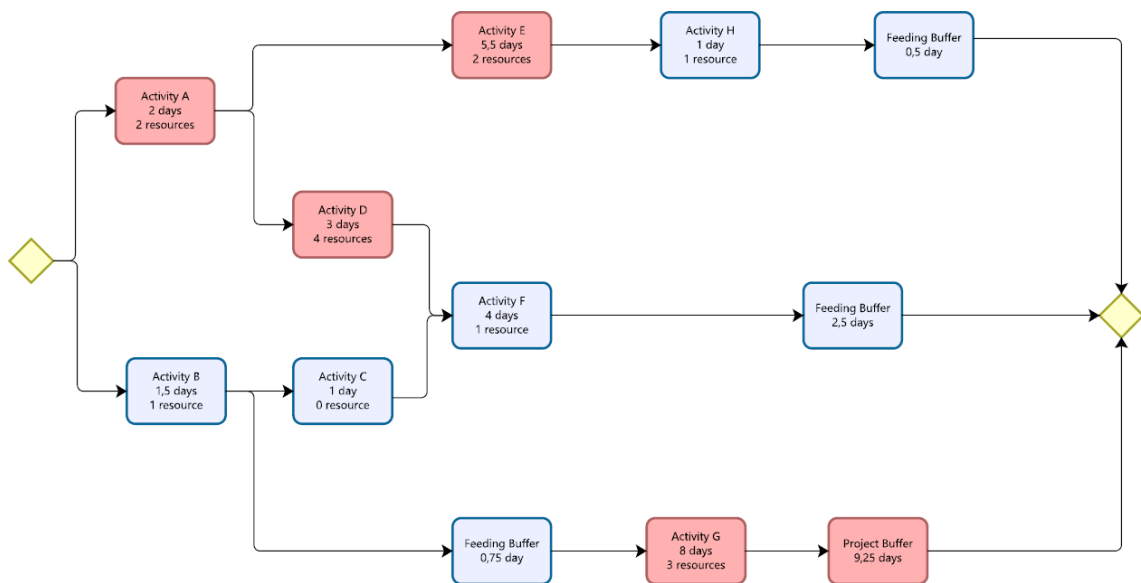 Activity E
5,5 days
2 resources
Activity H
1 day
1 resource
Feeding Buffer
0,5 day
Activity A
2 days
2 resources
Activity D
3 days
4 resources
Activity F
4 days
1 resource
Feeding Buffer
2,5 days
Activity B
1,5 days
1 resource
Activity C
1 day
0 resource
Feeding Buffer
0,75 day
Activity G
8 days
3 resources
Project Buffer
9,25 days